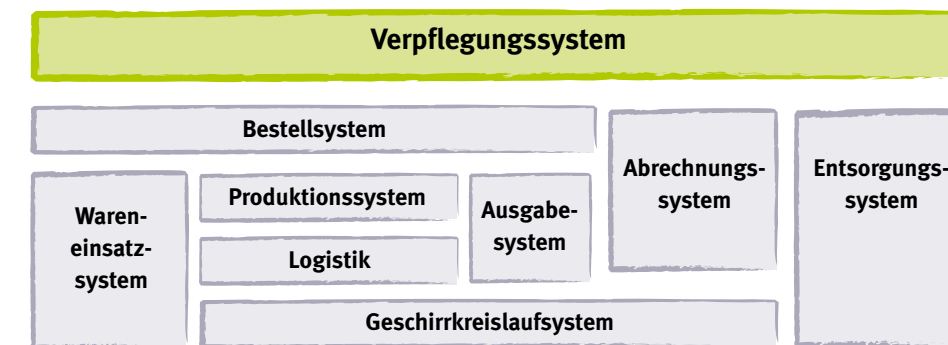 Verpflegungssystem
Bestellsystem
Abrechnungs-
system
Entsorgungs-
system
Waren-
einsatz-
system
Produktionssystem
Logistik
Ausgabe-
system
Geschirrkreislaufsystem